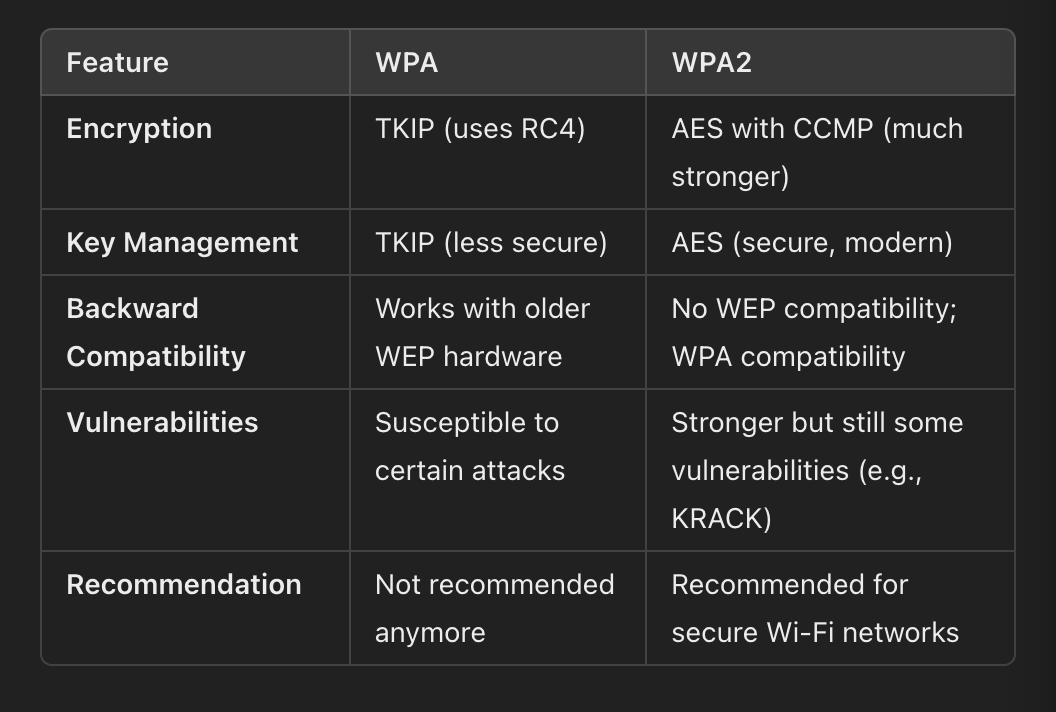 Feature WPA WPA2
Encryption TKIP (uses RC4) AES with CCMP (much
stronger)
Key Management TKIP (less secure) AES (secure, modern)
Backward Works with older No WEP compatibility;
Compatibility WEP hardware WPA compatibility
Vulnerabilities Susceptible to Stronger but still some
certain attacks vulnerabilities (e.g.,
KRACK)
Recommendation Not recommended Recommended for
anymore secure Wi-Fi networks